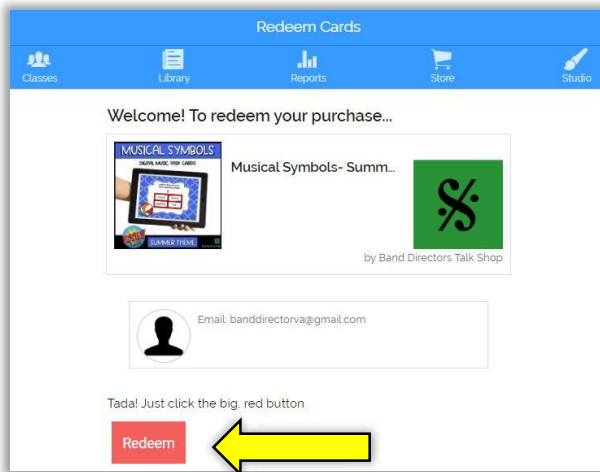 Redeem Cards
Classes
Library
Reports
Store
Studio
Welcome! To redeem your purchase...
MUSICAL SYMBOLS
DIGITAL MUSIC TASK CARDS
SUMMER THEME
Musical Symbols- Summ...
by Band Directors Talk Shop
Email: banddirectorva@gmail.com
Tada! Just click the big, red button
Redeem